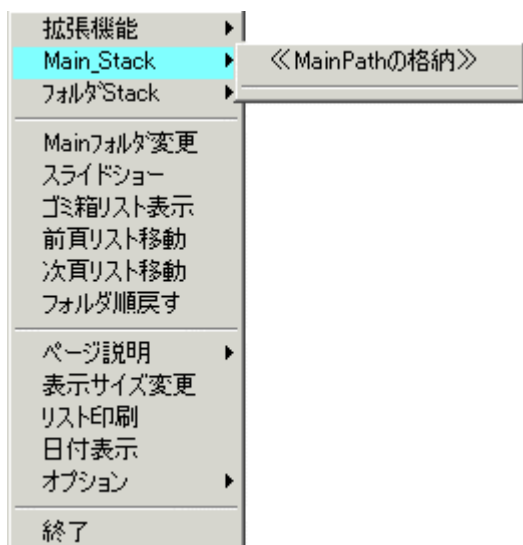 拡張機能
Main_Stack
≪MainPathの格納≫
ﾌｫﾙﾀﾞStack
Mainﾌｫﾙﾀﾞ変更
スライドショー
ゴミ箱リスト表示
前頁リスト移動
次頁リスト移動
フォルダ順戻す
ページ説明
表示サイズ変更
リスト印刷
日付表示
オプション
終了